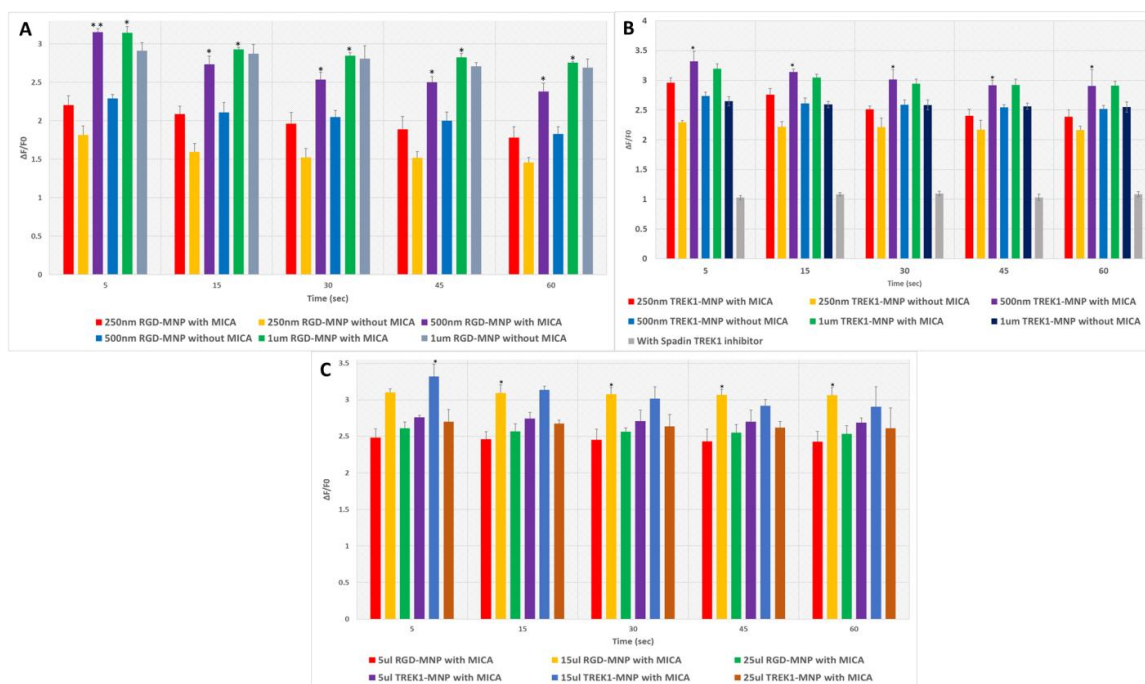 A
ΔF/F0
3
2.5
2
1.5
1
0.5
0
** *
*
*
*
*
*
*
*
*
5 15 30 45 60
Time (sec)
250nm RGD-MNP with MICA 250nm RGD-MNP without MICA 500nm RGD-MNP with MICA
500nm RGD-MNP without MICA 1um RGD-MNP with MICA 1um RGD-MNP without MICA
B
ΔF/F0
4
3.5
3
2.5
2
1.5
1
0.5
0
* * * * *
5 15 30 45 60
Time (sec)
250nm TREK1-MNP with MICA 250nm TREK1-MNP without MICA 500nm TREK1-MNP with MICA
500nm TREK1-MNP without MICA 1um TREK1-MNP with MICA 1um TREK1-MNP without MICA
With Spadin TREK1 inhibitor
C
ΔF/F0
3.5
3
2.5
2
1.5
1
0.5
0
* * * * *
5 15 30 45 60
Time (sec)
5ul RGD-MNP with MICA 15ul RGD-MNP with MICA 25ul RGD-MNP with MICA
5ul TREK1-MNP with MICA 15ul TREK1-MNP with MICA 25ul TREK1-MNP with MICA